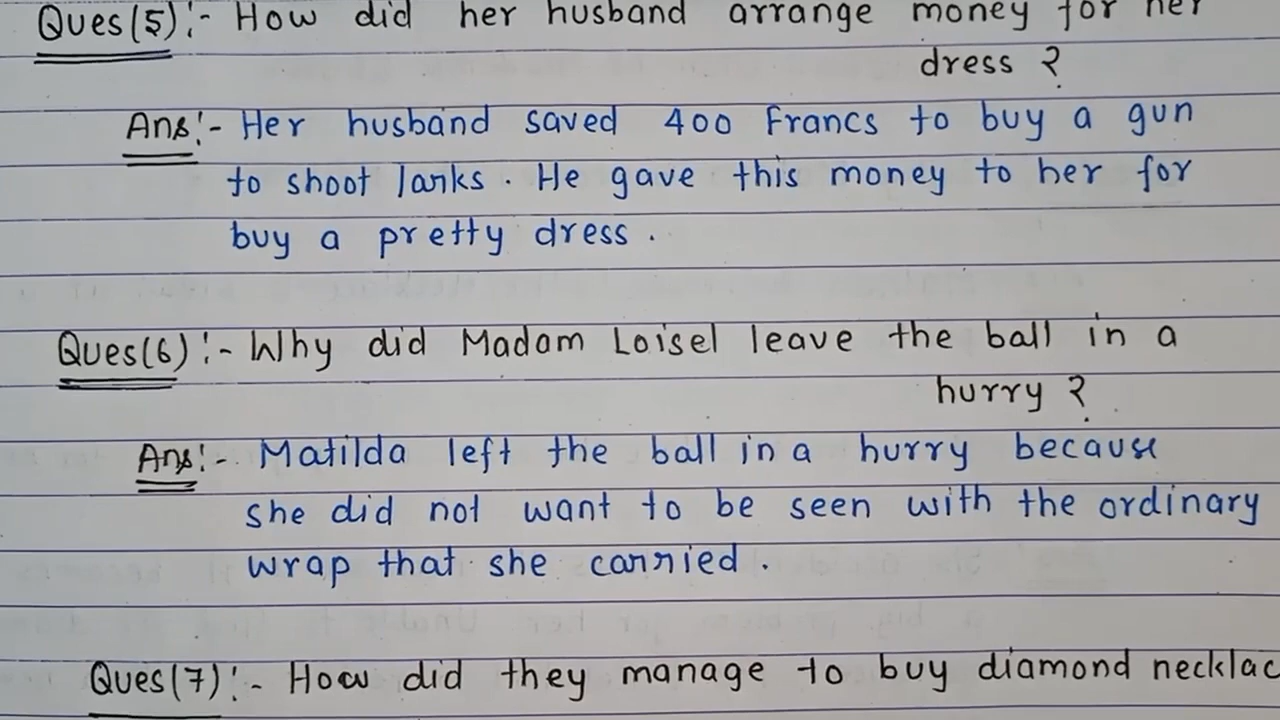 Ques(5):- How did her husband arrange money for her
dress ?
Ans:- Her husband saved 400 Francs to buy a gun
to shoot larks. He gave this money to her for
buy a pretty dress.
Ques(6):- Why did Madam Loisel leave the ball in a
hurry ?
Ans:- Matilda left the ball in a hurry because
she did not want to be seen with the ordinary
wrap that she carried.
Ques(7):- How did they manage to buy diamond necklac